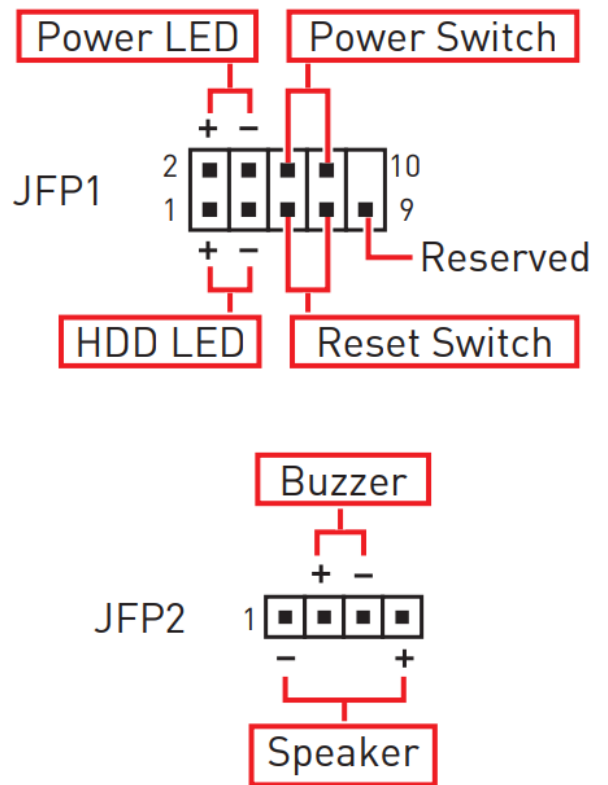 Power LED Power Switch
+ −
2 10
JFP1
1 9
+ −
Reserved
HDD LED Reset Switch
Buzzer
+ −
JFP2 1
− +
Speaker